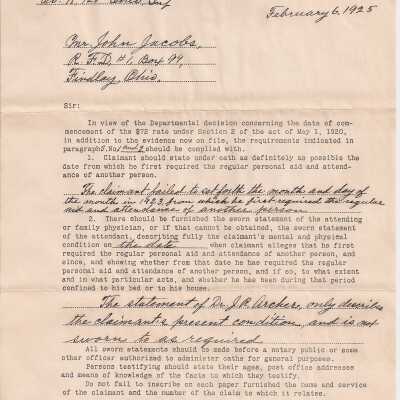 February 6, 1925
Mr. John Jacobs,
R. F. D. #1, Box 99,
Findlay, Ohio.
Sir:
In view of the Departmental decision concerning the date of com-
mencement of the $72 rate under Section 2 of the act of May 1, 1920,
in addition to the evidence now on file, the requirements indicated in
paragraphs No. 1 and 2 should be complied with.
1. Claimant should state under oath as definitely as possible the
date from which he first required the regular personal aid and attend-
ance of another person.
The claimant failed to set forth the month and day of
the month in 1923, from which he first required the regular
aid and attendance of another person.
2. There should be furnished the sworn statement of the attending
or family physician, or if that cannot be obtained, the sworn statement
of the attendant, describing fully the claimant's mental and physical
condition on the date when claimant alleges that he first
required the regular personal aid and attendance of another person, and
since, and showing whether from that date he has required the regular
personal aid and attendance of another person, and if so, to what extent
and in what particular acts, and whether he has been during that period
confined to his bed or to his house.
The statement of Dr. J. R. Archer, only describes
the claimants present condition, and is not
sworn to as required.
All sworn statements should be made before a notary public or some
other officer authorized to administer oaths for general purposes.
Persons testifying should state their ages, post office addresses
and means of knowledge of the facts to which they testify.
Do not fail to inscribe on each paper furnished the name and service
of the claimant and the number of the claim to which it relates.